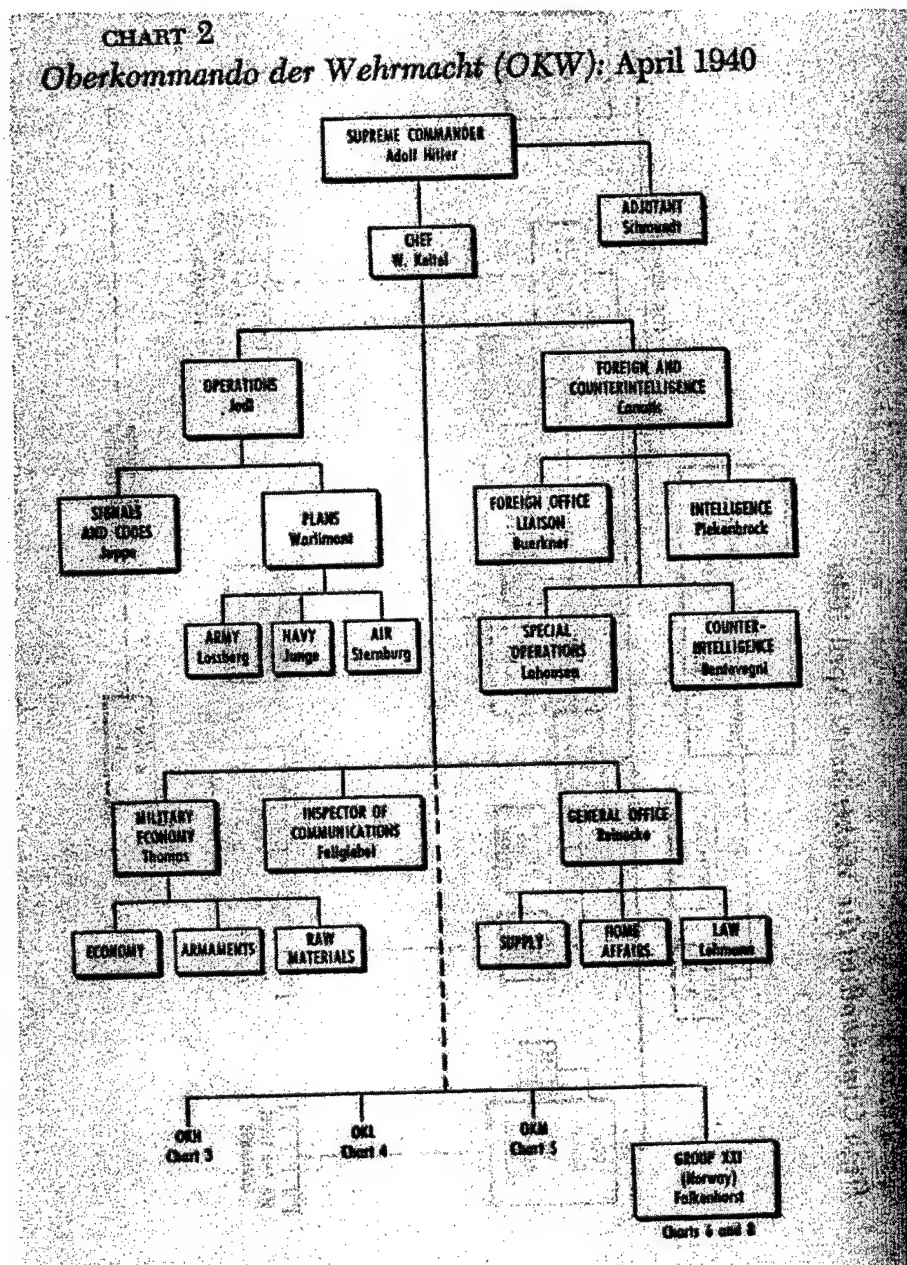 CHART 2
Oberkommando der Wehrmacht (OKW): April 1940
SUPREME COMMANDER
Adolf Hitler
ADJUTANT
Schmundt
CHEF
W. Keitel
OPERATIONS
Jodl
FOREIGN AND
COUNTERINTELLIGENCE
Canaris
SIGNALS
AND CODES
Juppe
PLANS
Warlimont
FOREIGN OFFICE
LIAISON
Buerkner
INTELLIGENCE
Piekenbrock
ARMY
Lossberg
NAVY
Junge
AIR
Sternburg
SPECIAL
OPERATIONS
Lahousen
COUNTER-
INTELLIGENCE
Bentevegni
MILITARY
ECONOMY
Thomas
INSPECTOR OF
COMMUNICATIONS
Fellgiebel
GENERAL OFFICE
Reinecke
ECONOMY
ARMAMENTS
RAW
MATERIALS
SUPPLY
HOME
AFFAIRS
LAW
Lehmann
OKH
Chart 3
OKL
Chart 4
OKM
Chart 5
GROUP XXI
(Norway)
Falkenhorst
Charts 6 and 8